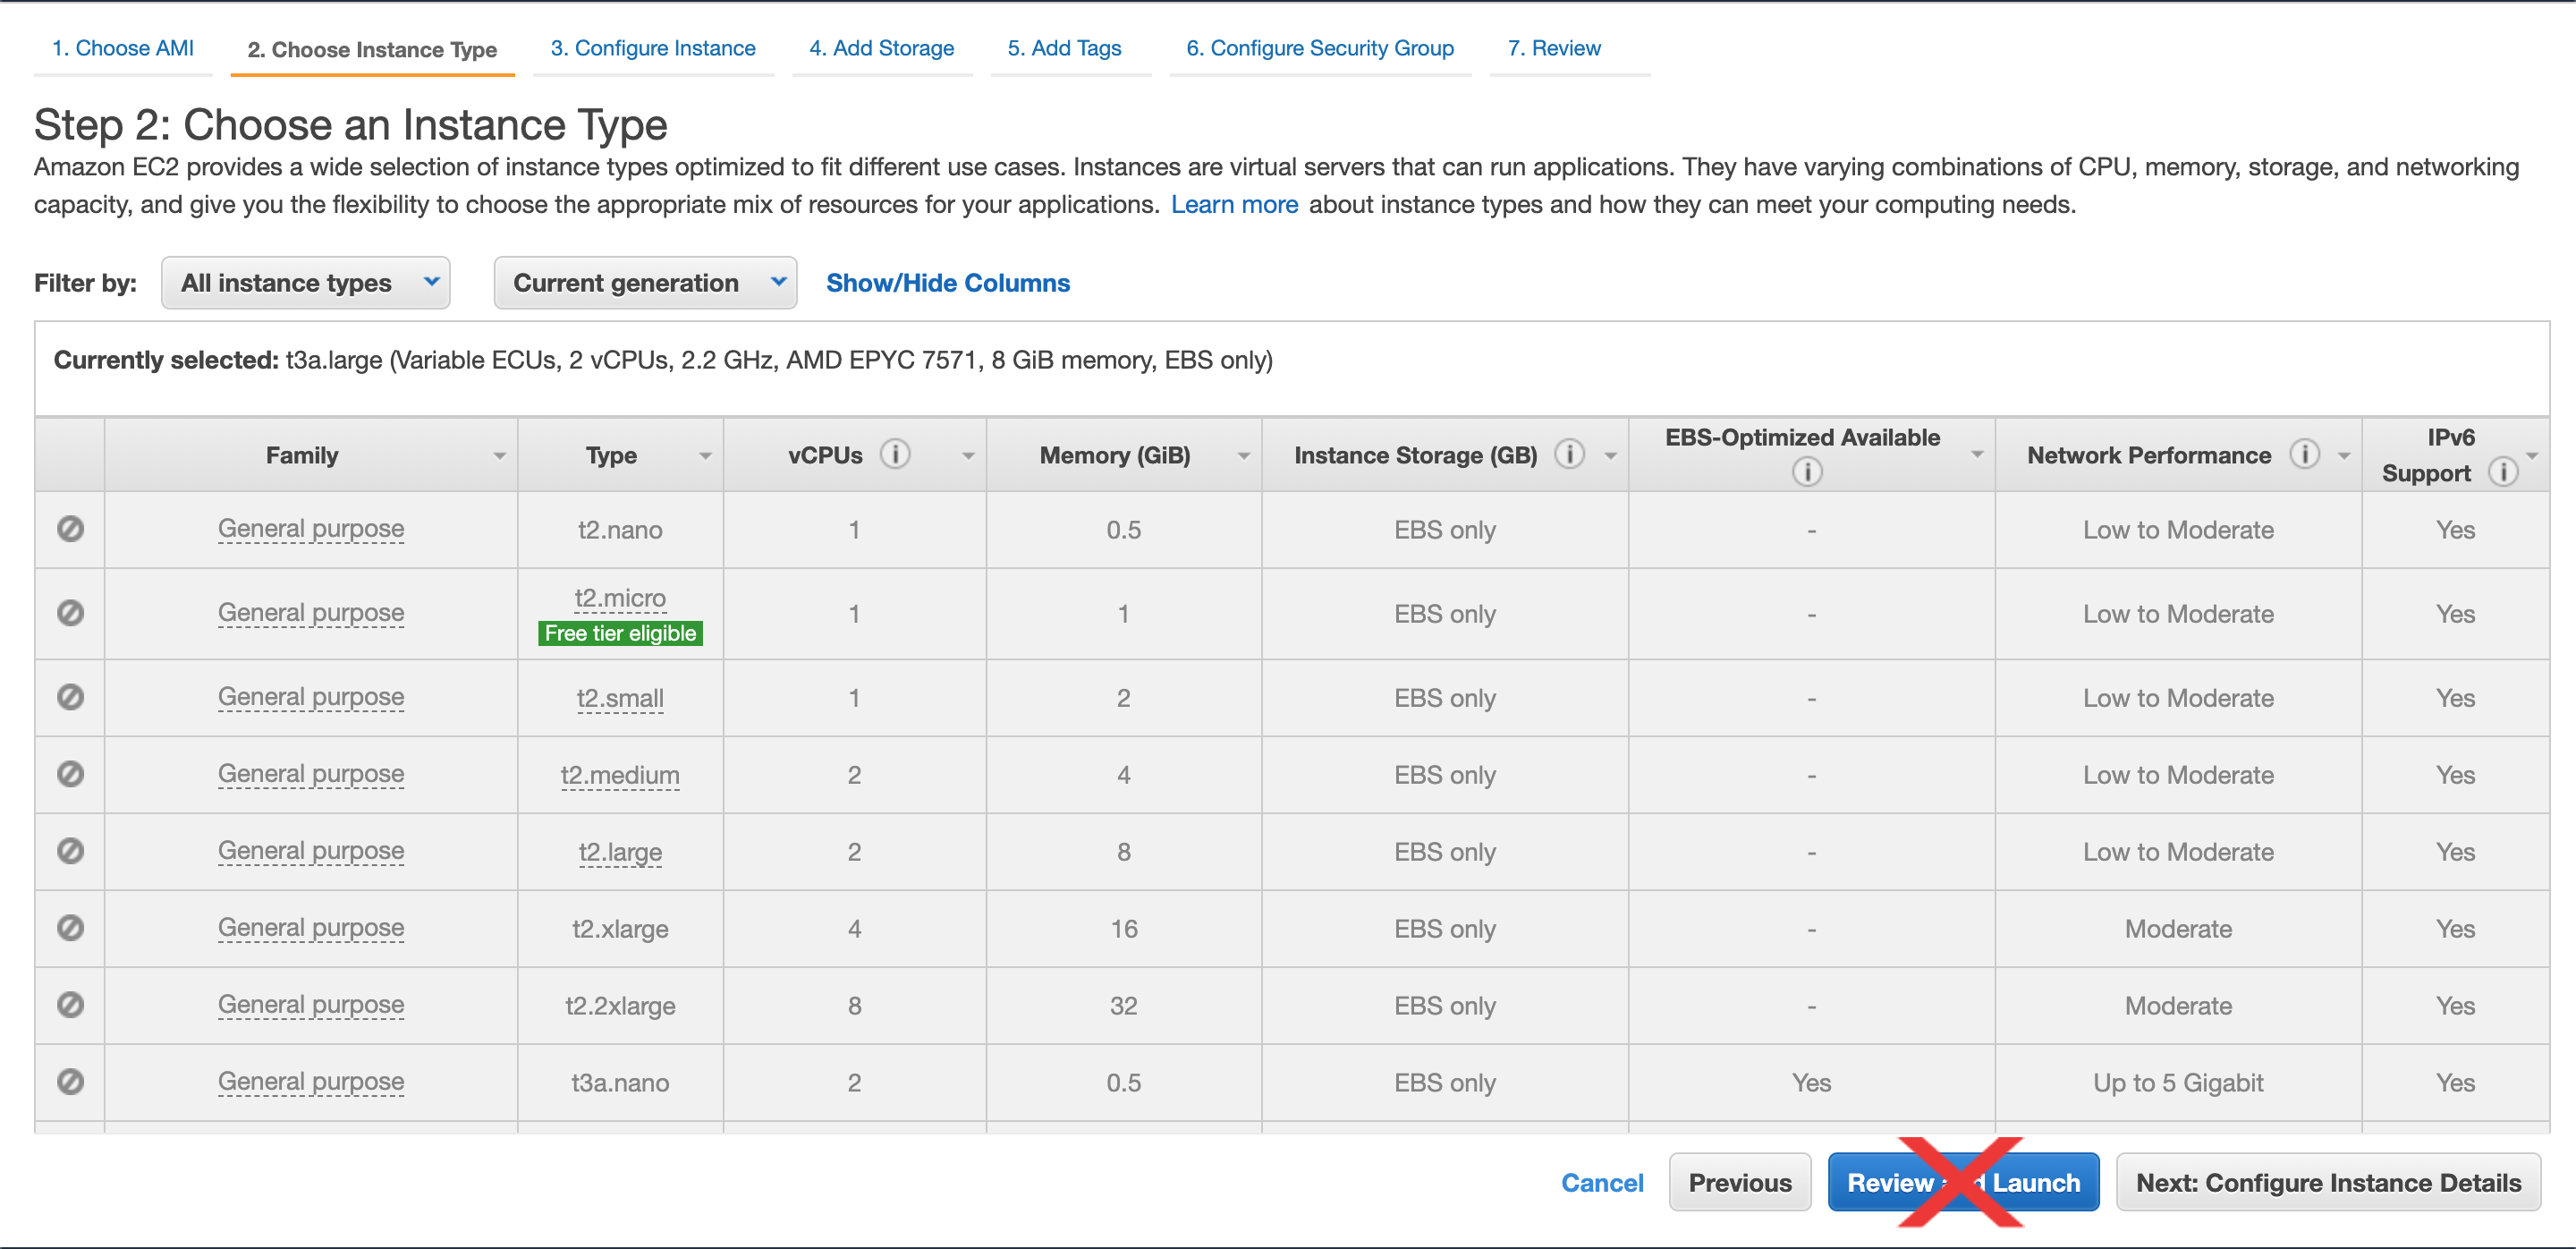 1. Choose AMI 2. Choose Instance Type 3. Configure Instance 4. Add Storage 5. Add Tags 6. Configure Security Group 7. Review
Step 2: Choose an Instance Type
Amazon EC2 provides a wide selection of instance types optimized to fit different use cases. Instances are virtual servers that can run applications. They have varying combinations of CPU, memory, storage, and networking
capacity, and give you the flexibility to choose the appropriate mix of resources for your applications. Learn more about instance types and how they can meet your computing needs.
Filter by: All instance types Current generation Show/Hide Columns
Currently selected: t3a.large (Variable ECUs, 2 vCPUs, 2.2 GHz, AMD EPYC 7571, 8 GiB memory, EBS only)
Family Type vCPUs i Memory (GiB) Instance Storage (GB) i EBS-Optimized Available i Network Performance i IPv6 Support i
General purpose t2.nano 1 0.5 EBS only - Low to Moderate Yes
General purpose t2.micro 1 1 EBS only - Low to Moderate Yes
Free tier eligible
General purpose t2.small 1 2 EBS only - Low to Moderate Yes
General purpose t2.medium 2 4 EBS only - Low to Moderate Yes
General purpose t2.large 2 8 EBS only - Low to Moderate Yes
General purpose t2.xlarge 4 16 EBS only - Moderate Yes
General purpose t2.2xlarge 8 32 EBS only - Moderate Yes
General purpose t3a.nano 2 0.5 EBS only Yes Up to 5 Gigabit Yes
Cancel Previous Review Launch Next: Configure Instance Details